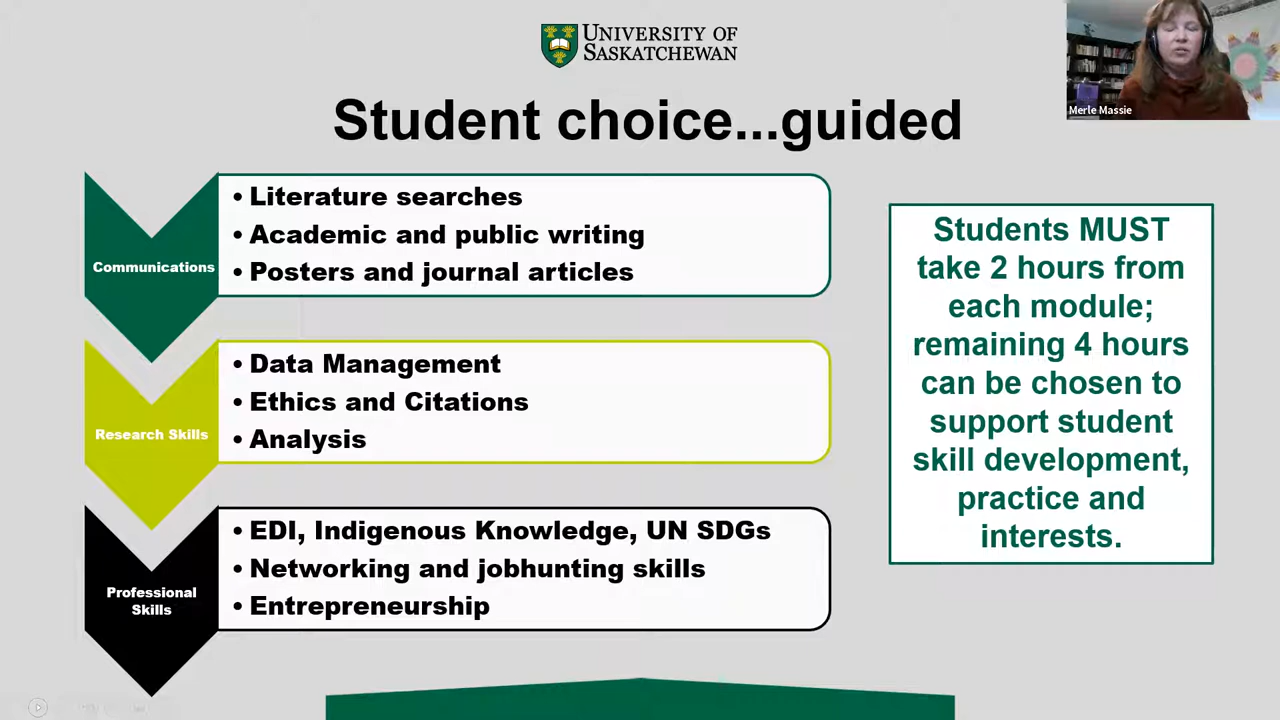 UNIVERSITY OF
SASKATCHEWAN
Merle Massie
Student choice...guided
Communications
• Literature searches
• Academic and public writing
• Posters and journal articles
Research Skills
• Data Management
• Ethics and Citations
• Analysis
Professional
Skills
• EDI, Indigenous Knowledge, UN SDGs
• Networking and jobhunting skills
• Entrepreneurship
Students MUST
take 2 hours from
each module;
remaining 4 hours
can be chosen to
support student
skill development,
practice and
interests.